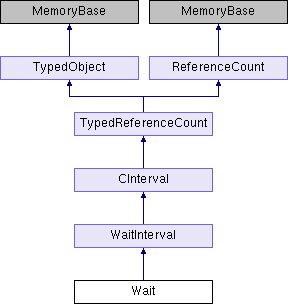 MemoryBase
MemoryBase
TypedObject
ReferenceCount
TypedReferenceCount
CInterval
WaitInterval
Wait